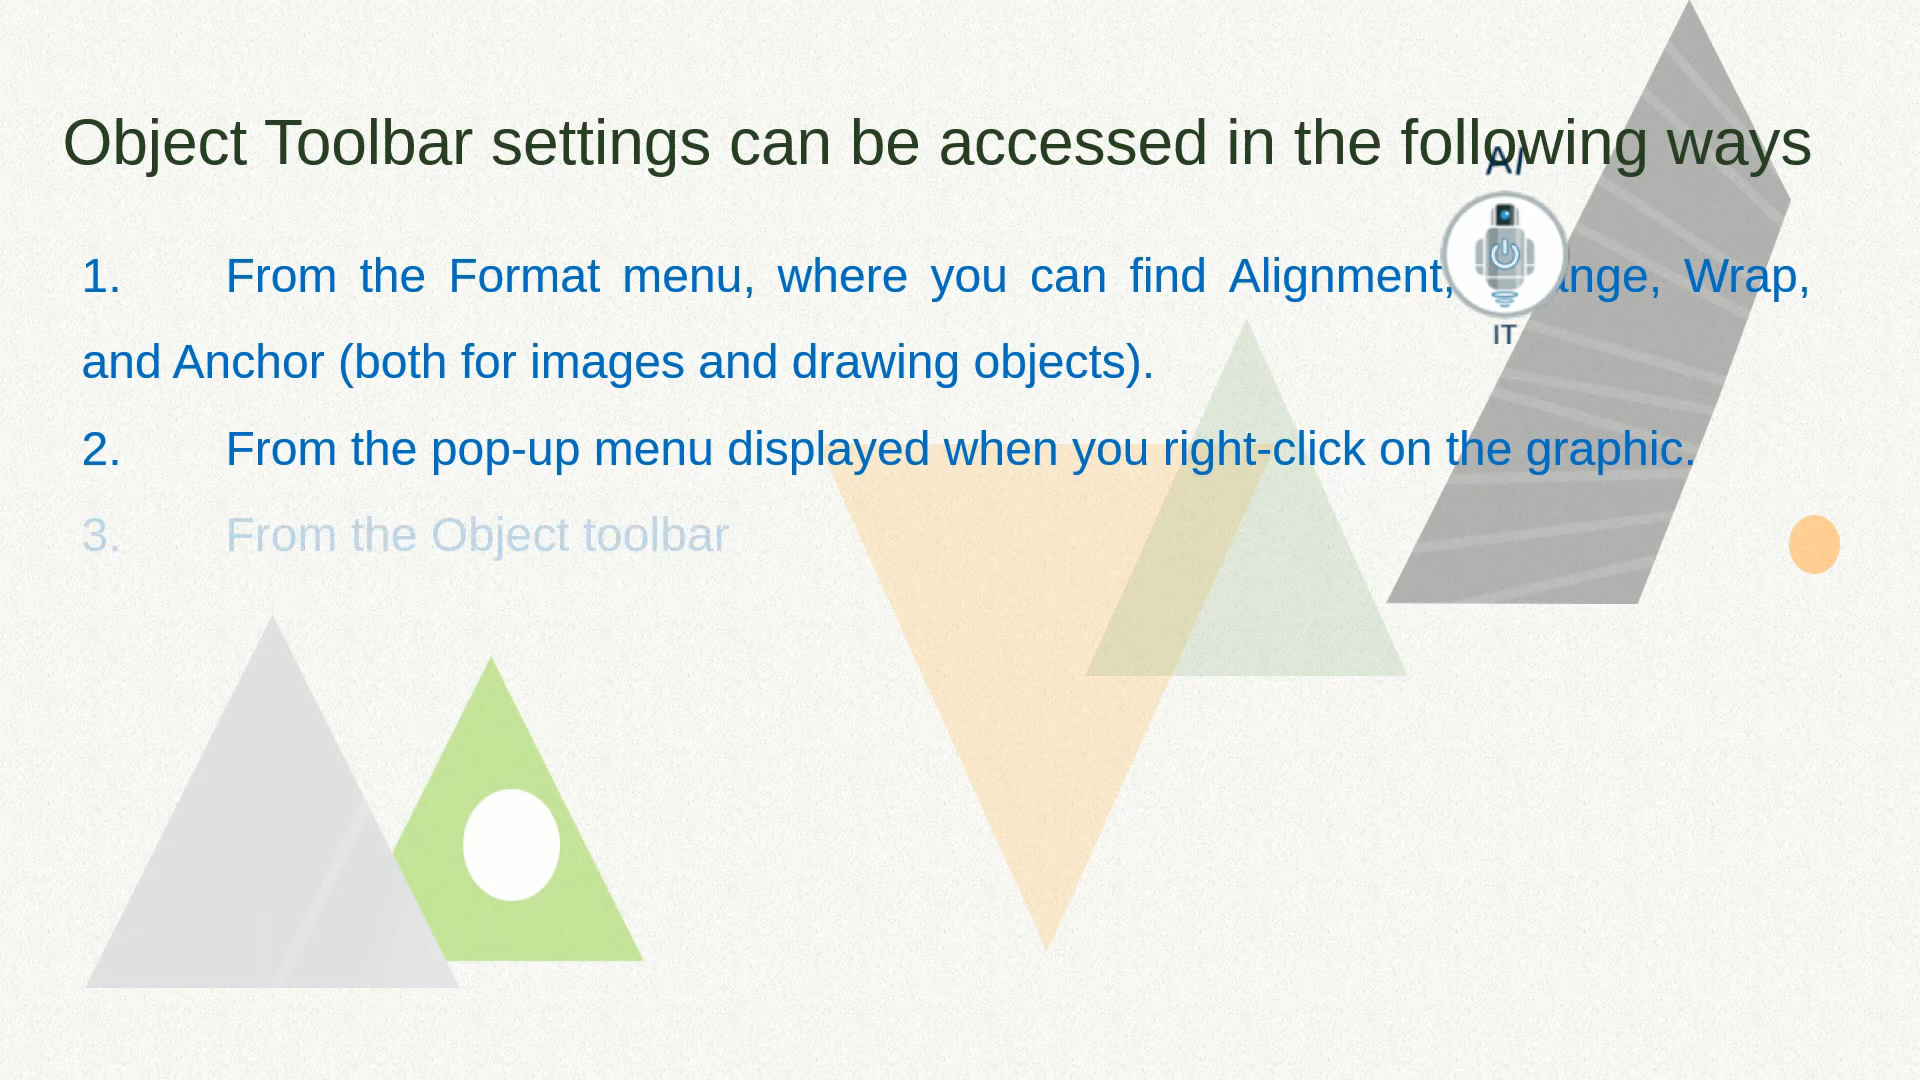 Object Toolbar settings can be accessed in the following ways
AI
1. From the Format menu, where you can find Alignment, Wrap,
IT
and Anchor (both for images and drawing objects).
2. From the pop-up menu displayed when you right-click on the graphic.
3. From the Object toolbar